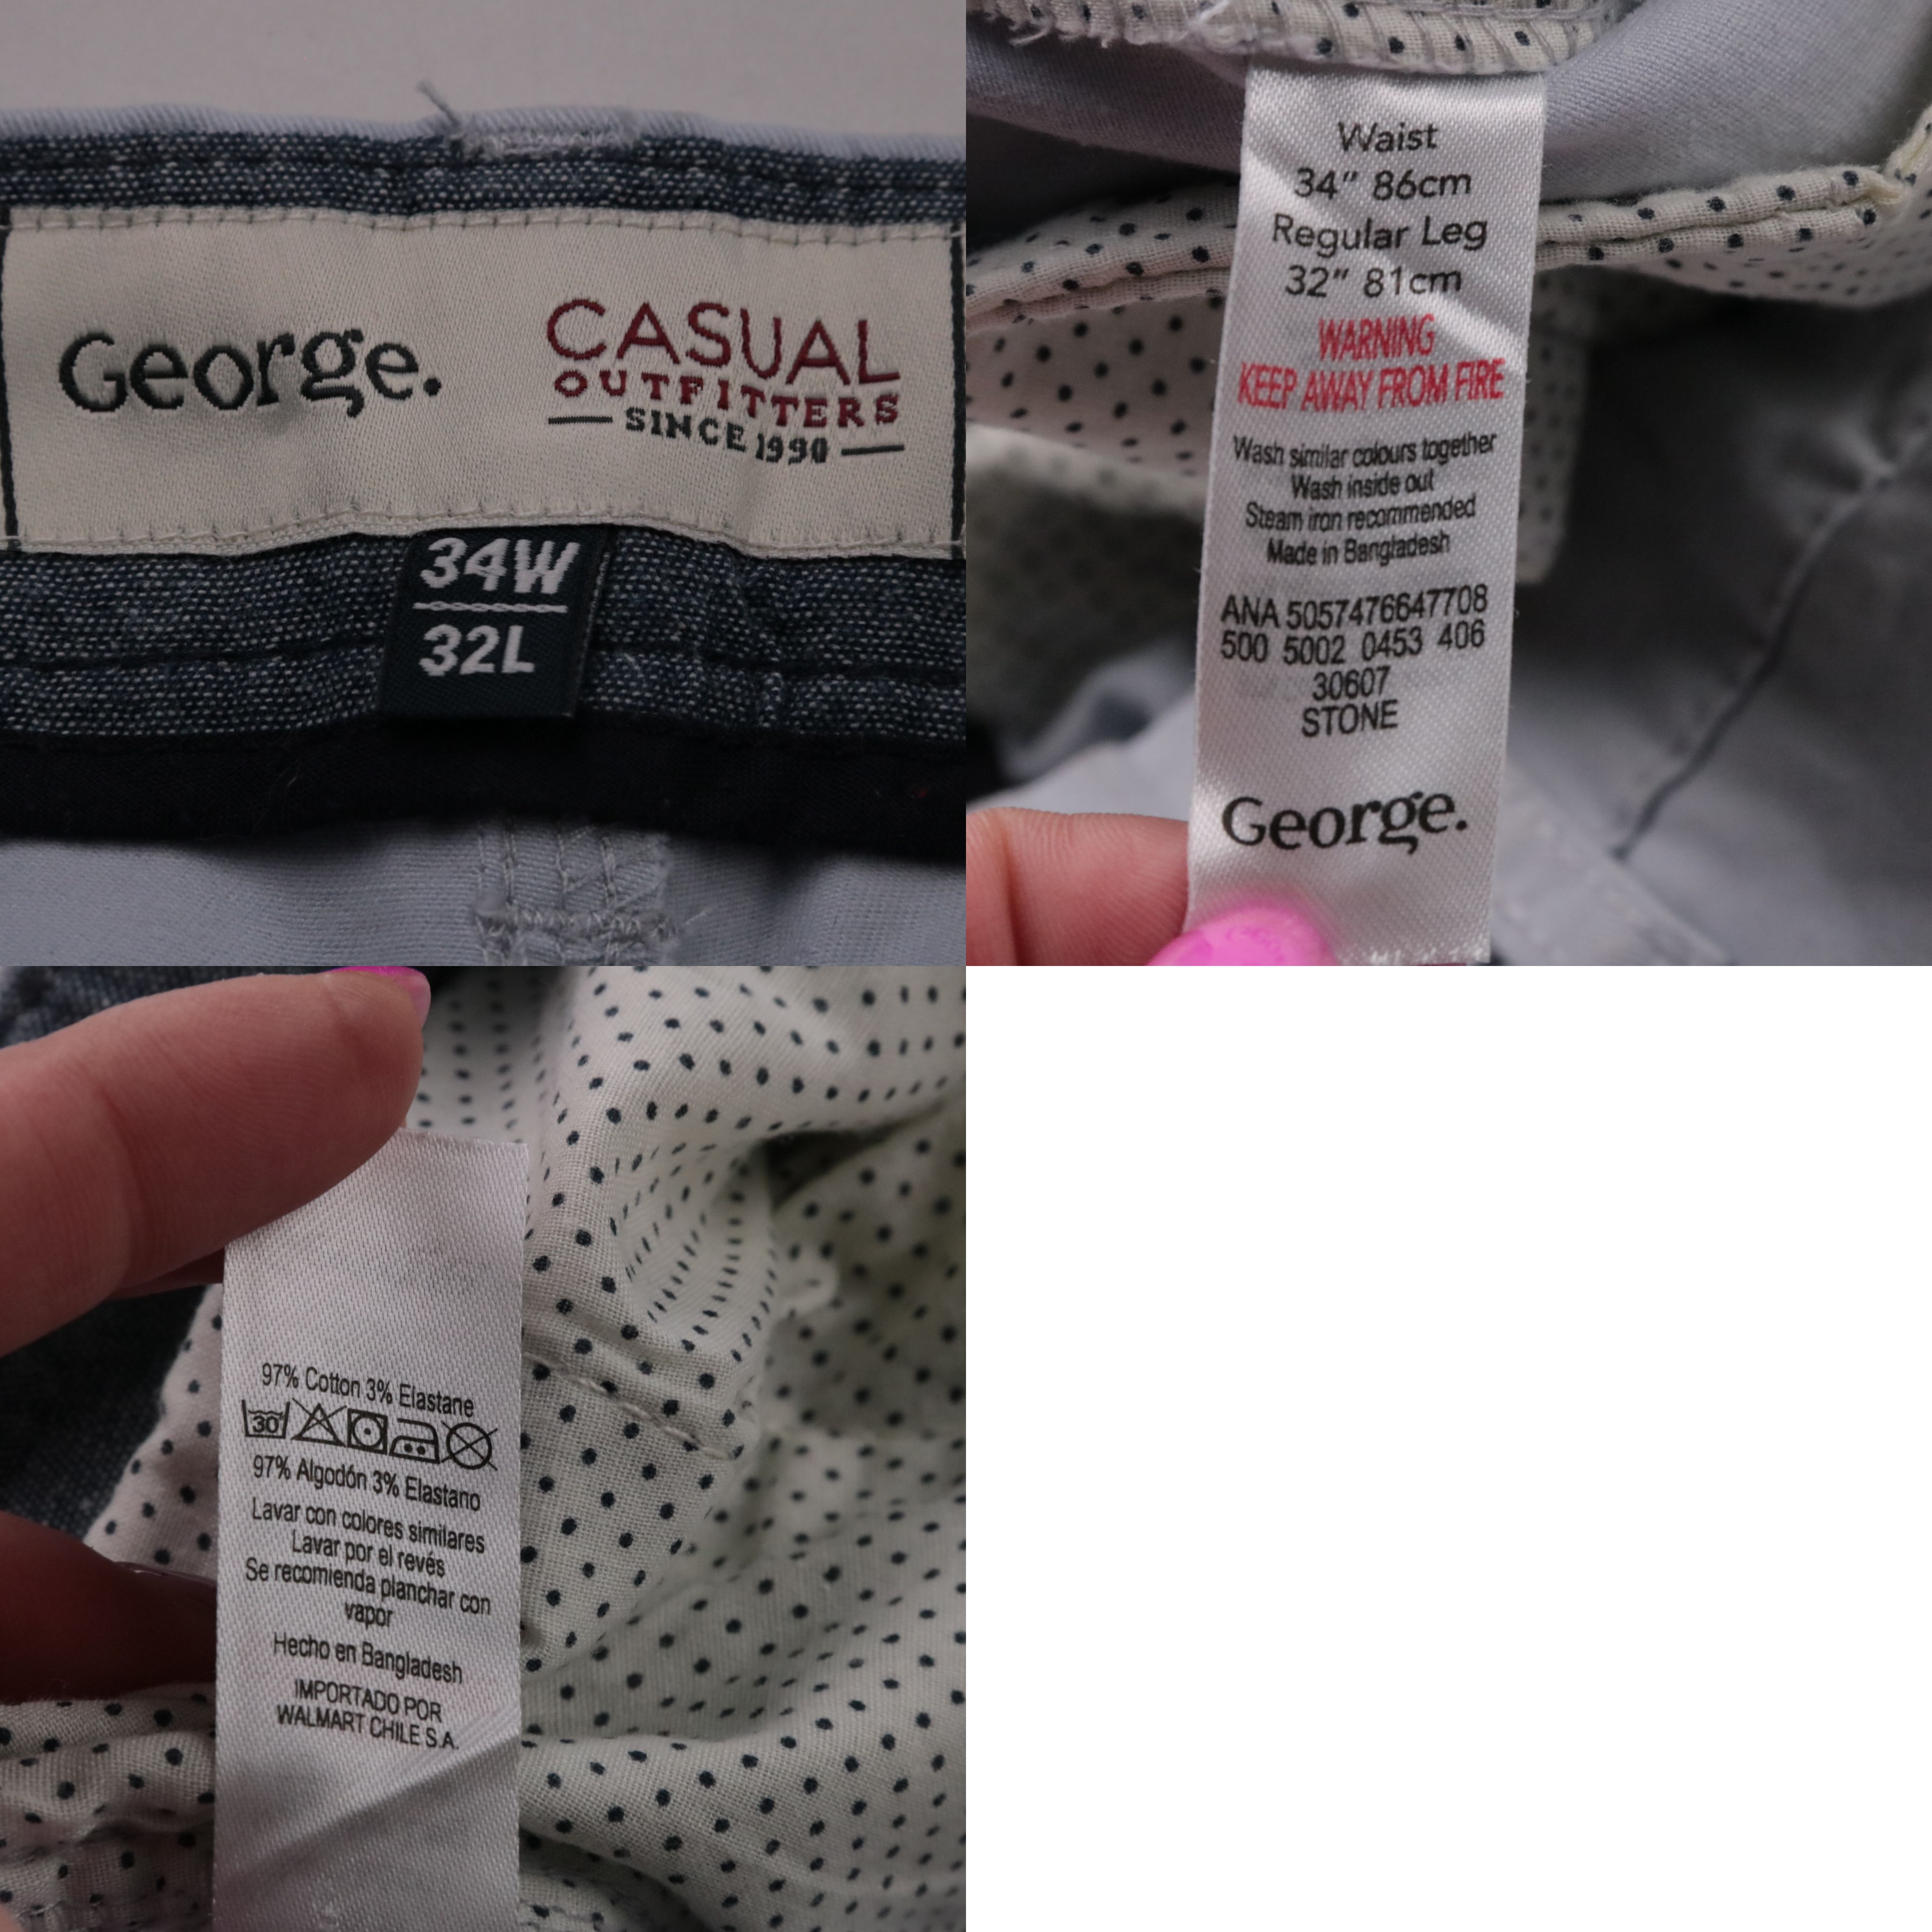 George.
CASUAL
OUTFITTERS
SINCE 1990
34W
32L
Waist
34" 86cm
Regular Leg
32" 81cm
WARNING
KEEP AWAY FROM FIRE
Wash similar colours together
Wash inside out
Steam iron recommended
Made in Bangladesh
ANA 5057476647708
500 5002 0453 406
30607
STONE
George.
97% Cotton 3% Elastane
30°
97% Algodón 3% Elastano
Lavar con colores similares
Lavar por el revés
Se recomienda planchar con
vapor
Hecho en Bangladesh
IMPORTADO POR
WALMART CHILE S.A.